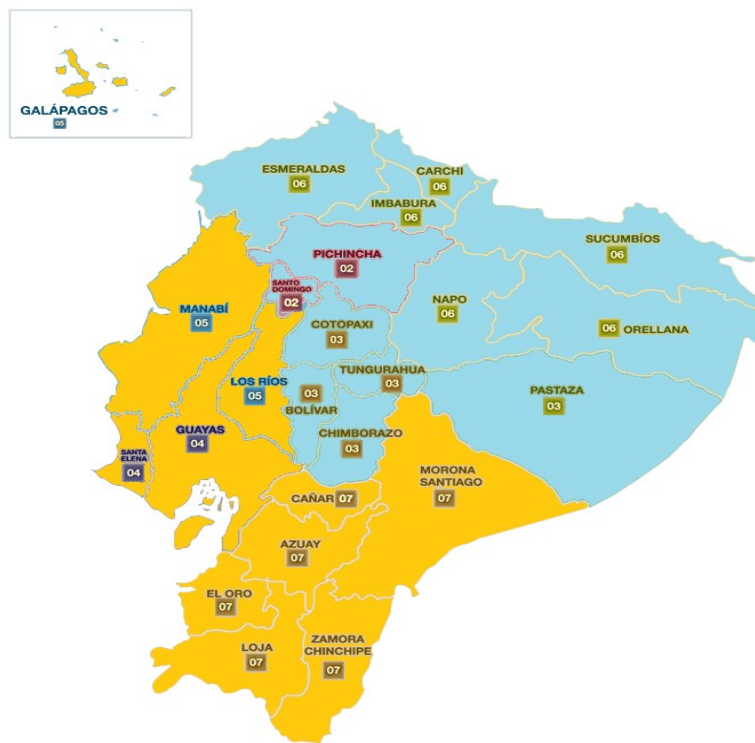 GALÁPAGOS
05
ESMERALDAS
06
CARCHI
06
IMBABURA
06
SUCUMBÍOS
06
PICHINCHA
02
SANTO
DOMINGO
02
NAPO
06
06 ORELLANA
MANABÍ
05
COTOPAXI
03
TUNGURAHUA
03
LOS RÍOS
05
03
BOLÍVAR
PASTAZA
03
GUAYAS
04
CHIMBORAZO
03
SANTA
ELENA
04
MORONA
SANTIAGO
07
CAÑAR 07
AZUAY
07
EL ORO
07
LOJA
07
ZAMORA
CHINCHIPE
07